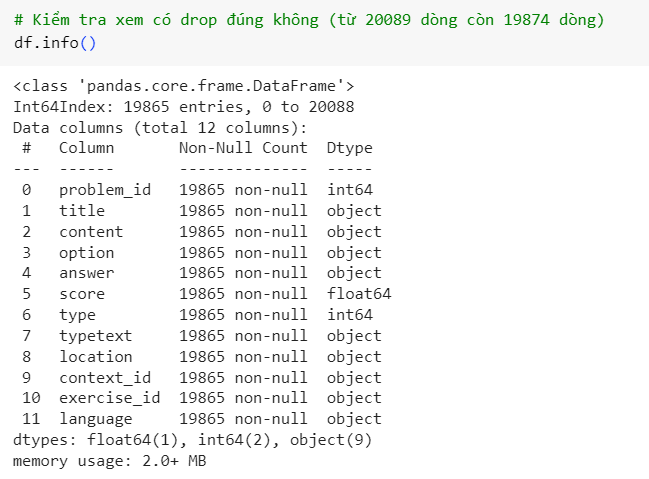 # Kiểm tra xem có drop đúng không (từ 20089 dòng còn 19874 dòng)
df.info()
<class 'pandas.core.frame.DataFrame'>
Int64Index: 19865 entries, 0 to 20088
Data columns (total 12 columns):
 #   Column       Non-Null Count  Dtype
---  ------       --------------  -----
 0   problem_id   19865 non-null  int64
 1   title        19865 non-null  object
 2   content      19865 non-null  object
 3   option       19865 non-null  object
 4   answer       19865 non-null  object
 5   score        19865 non-null  float64
 6   type         19865 non-null  int64
 7   typetext     19865 non-null  object
 8   location     19865 non-null  object
 9   context_id   19865 non-null  object
 10  exercise_id  19865 non-null  object
 11  language     19865 non-null  object
dtypes: float64(1), int64(2), object(9)
memory usage: 2.0+ MB